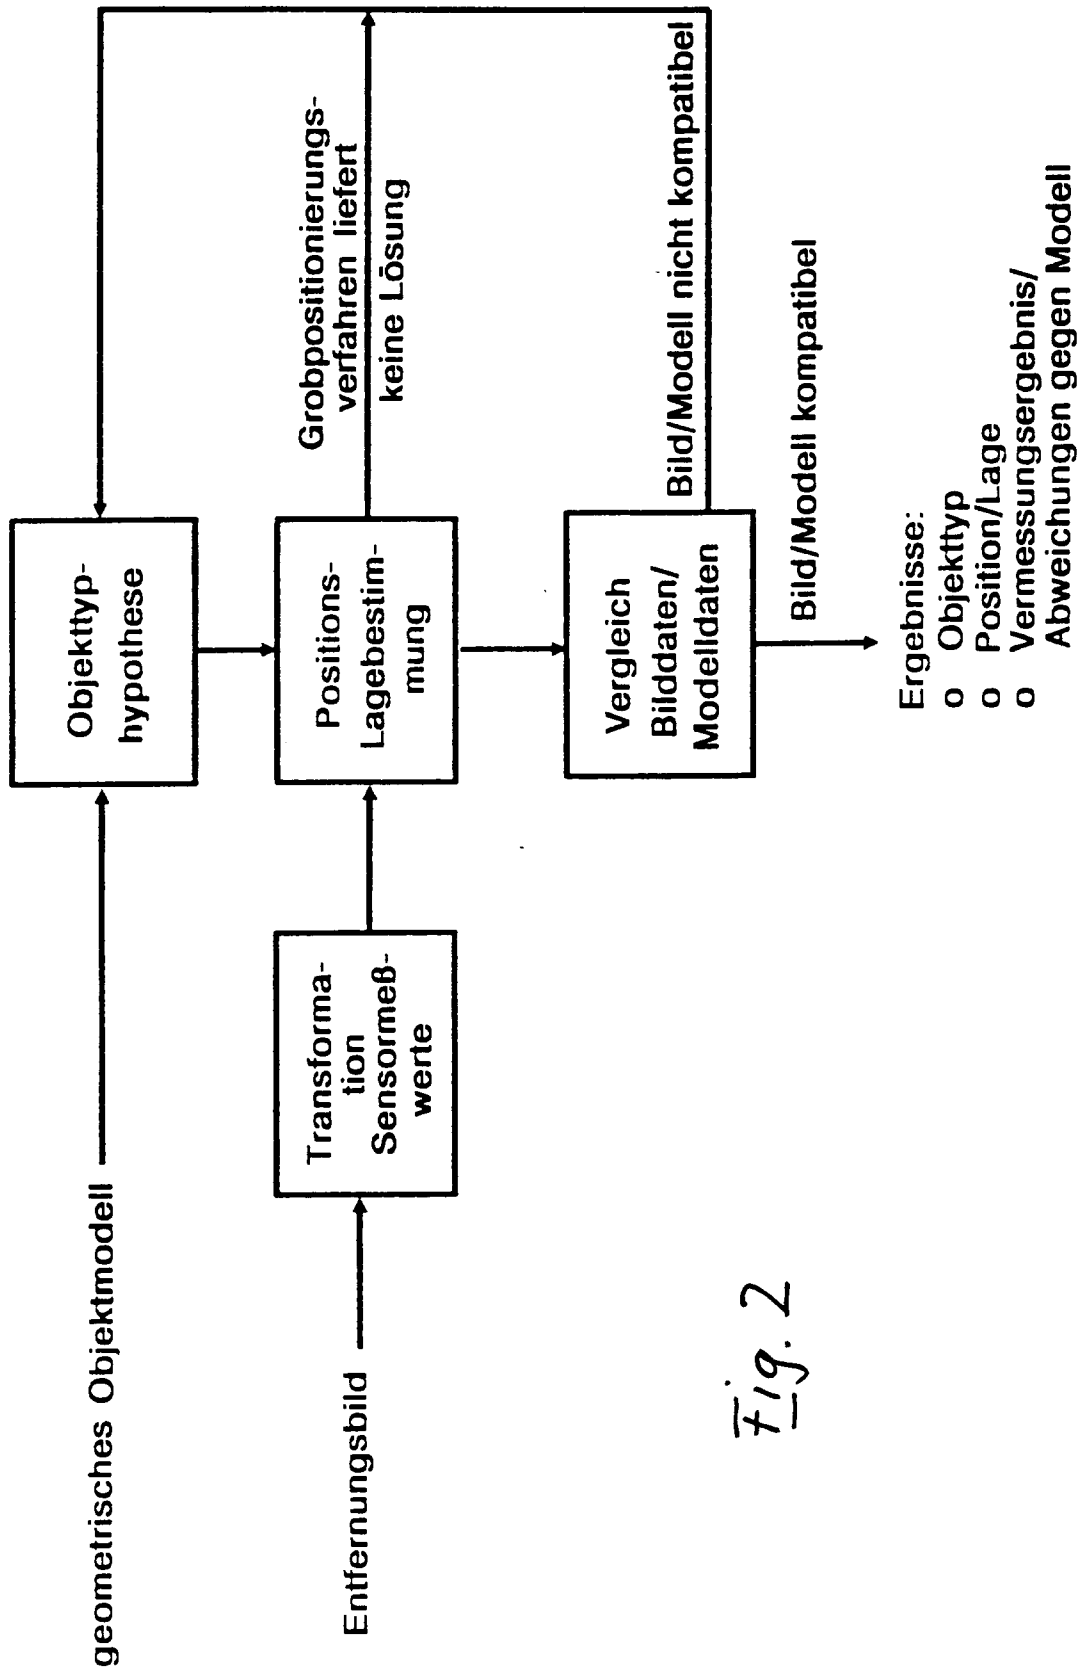 geometrisches Objektmodell
Objekttyp-
hypothese
Entfernungsbild
Transforma-
tion
Sensormeß-
werte
Positions-
Lagebestim-
mung
Grobpositionierungs-
verfahren liefert
keine Lösung
Vergleich
Bilddaten/
Modelldaten
Bild/Modell nicht kompatibel
Bild/Modell kompatibel
Ergebnisse:
o Objekttyp
o Position/Lage
o Vermessungsergebnis/
Abweichungen gegen Modell
Fig. 2